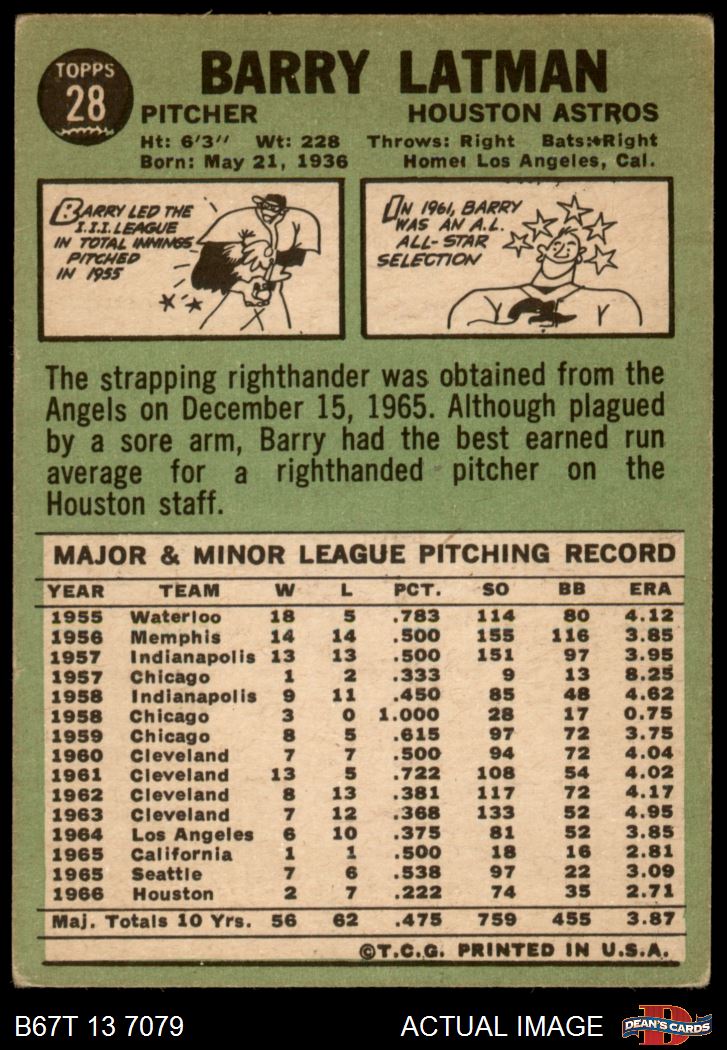 TOPPS
28
BARRY LATMAN
PITCHER HOUSTON ASTROS
Ht: 6'3" Wt: 228 Throws: Right Bats: Right
Born: May 21, 1936 Home: Los Angeles, Cal.
BARRY LED THE
I.I.I. LEAGUE
IN TOTAL INNINGS
PITCHED
IN 1955
IN 1961, BARRY
WAS AN A.L.
ALL-STAR
SELECTION
The strapping righthander was obtained from the
Angels on December 15, 1965. Although plagued
by a sore arm, Barry had the best earned run
average for a righthanded pitcher on the
Houston staff.
MAJOR & MINOR LEAGUE PITCHING RECORD
YEAR TEAM W L PCT. SO BB ERA
1955 Waterloo 18 5 .783 114 80 4.12
1956 Memphis 14 14 .500 155 116 3.85
1957 Indianapolis 13 13 .500 151 97 3.95
1957 Chicago 1 2 .333 9 13 8.25
1958 Indianapolis 9 11 .450 85 48 4.62
1958 Chicago 3 0 1.000 28 17 0.75
1959 Chicago 8 5 .615 97 72 3.75
1960 Cleveland 7 7 .500 94 72 4.04
1961 Cleveland 13 5 .722 108 54 4.02
1962 Cleveland 8 13 .381 117 72 4.17
1963 Cleveland 7 12 .368 133 52 4.95
1964 Los Angeles 6 10 .375 81 52 3.85
1965 California 1 1 .500 18 16 2.81
1965 Seattle 7 6 .538 97 22 3.09
1966 Houston 2 7 .222 74 35 2.71
Maj. Totals 10 Yrs. 56 62 .475 759 455 3.87
©T.C.G. PRINTED IN U.S.A.
B67T 13 7079 ACTUAL IMAGE
D
DEAN'S CARDS